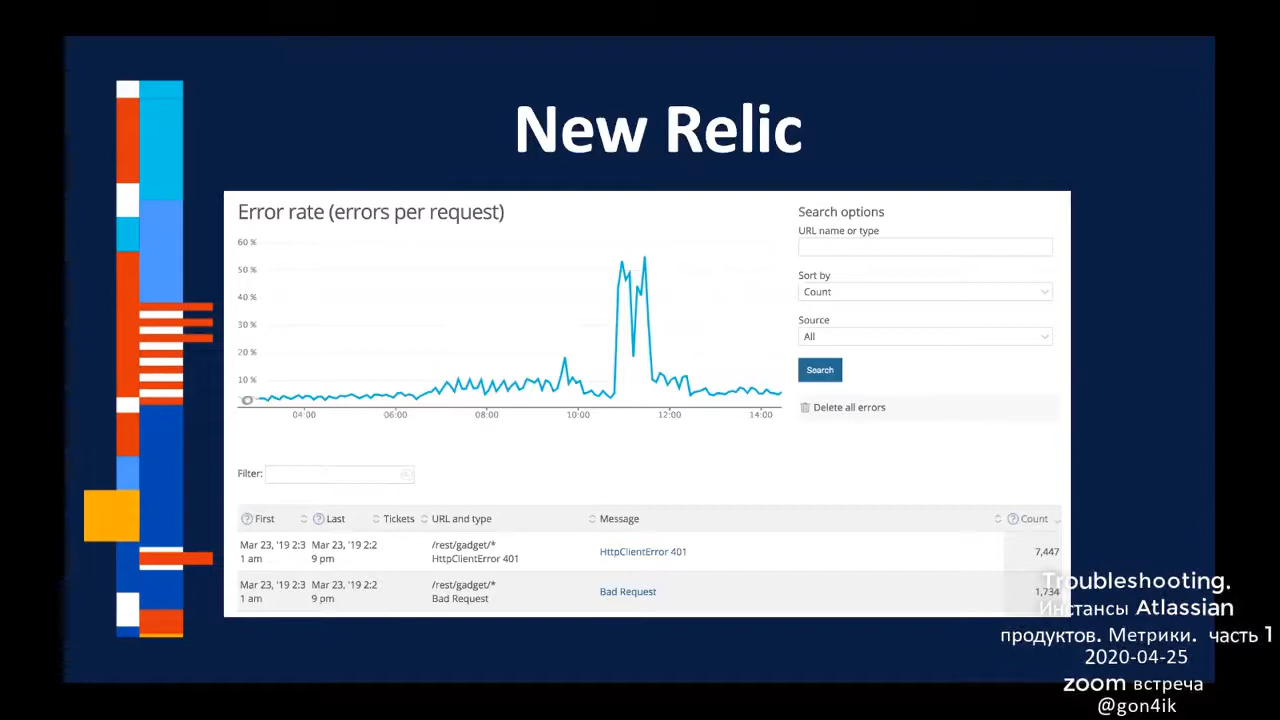 New Relic
Error rate (errors per request)
60 %
50 %
40 %
30 %
20 %
10 %
04:00 06:00 08:00 10:00 12:00 14:00
Search options
URL name or type
Sort by
Count
Source
All
Search
Delete all errors
Filter:
First Last Tickets URL and type Message Count
Mar 23, '19 2:3 Mar 23, '19 2:2 /rest/gadget/* HttpClientError 401 7,447
1 am 9 pm HttpClientError 401
Mar 23, '19 2:3 Mar 23, '19 2:2 /rest/gadget/* Bad Request 1,734
1 am 9 pm Bad Request
Troubleshooting.
Инстансы Atlassian
продуктов. Метрики. часть 1
2020-04-25
zoom встреча
@gon4ik